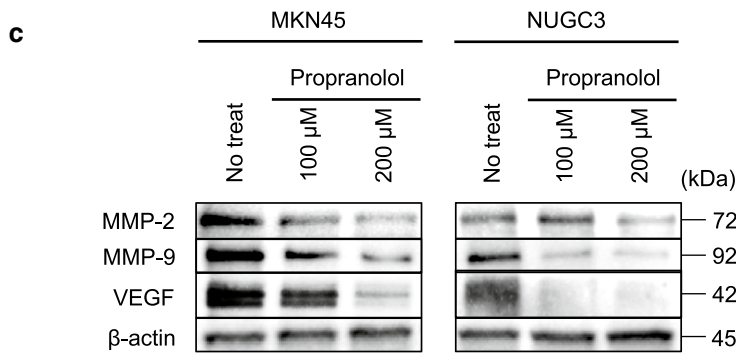 c
MKN45 NUGC3
Propranolol Propranolol
No treat 100 μM 200 μM No treat 100 μM 200 μM (kDa)
MMP-2 72
MMP-9 92
VEGF 42
β-actin 45